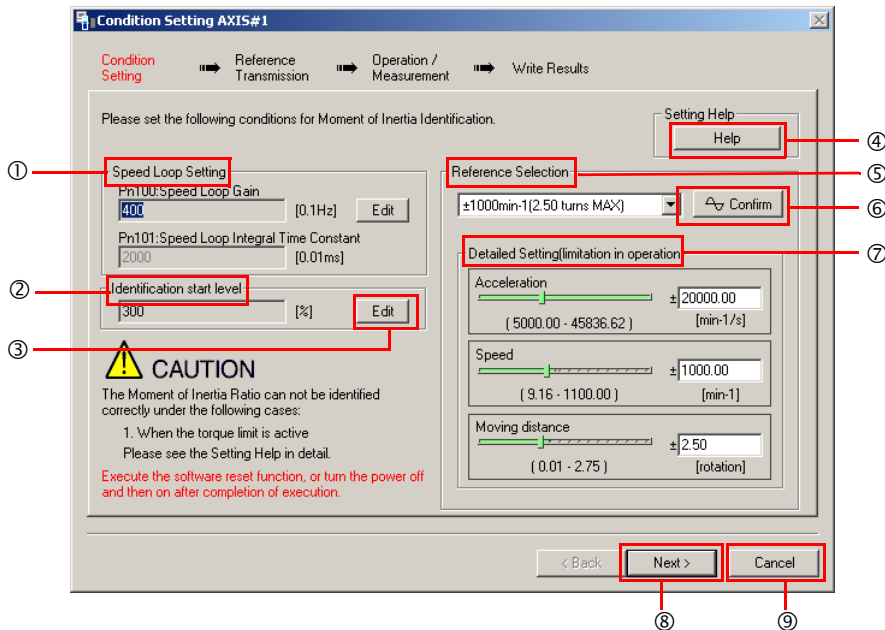 Condition Setting AXIS#1
Condition Setting
Reference Transmission
Operation / Measurement
Write Results
Please set the following conditions for Moment of Inertia Identification.
Setting Help
Help
④
①
Speed Loop Setting
Pn100:Speed Loop Gain
400
[0.1Hz]
Edit
Pn101:Speed Loop Integral Time Constant
2000
[0.01ms]
②
Identification start level
300
[%]
Edit
③
CAUTION
The Moment of Inertia Ratio can not be identified
correctly under the following cases:
1. When the torque limit is active
Please see the Setting Help in detail.
Execute the software reset function, or turn the power off
and then on after completion of execution.
Reference Selection
⑤
±1000min-1(2.50 turns MAX)
Confirm
⑥
Detailed Setting(limitation in operation
⑦
Acceleration
±20000.00
(5000.00 - 45836.62 )
[min-1/s]
Speed
±1000.00
( 9.16 - 1100.00 )
[min-1]
Moving distance
±2.50
( 0.01 - 2.75 )
[rotation]
< Back
Next >
Cancel
⑧
⑨